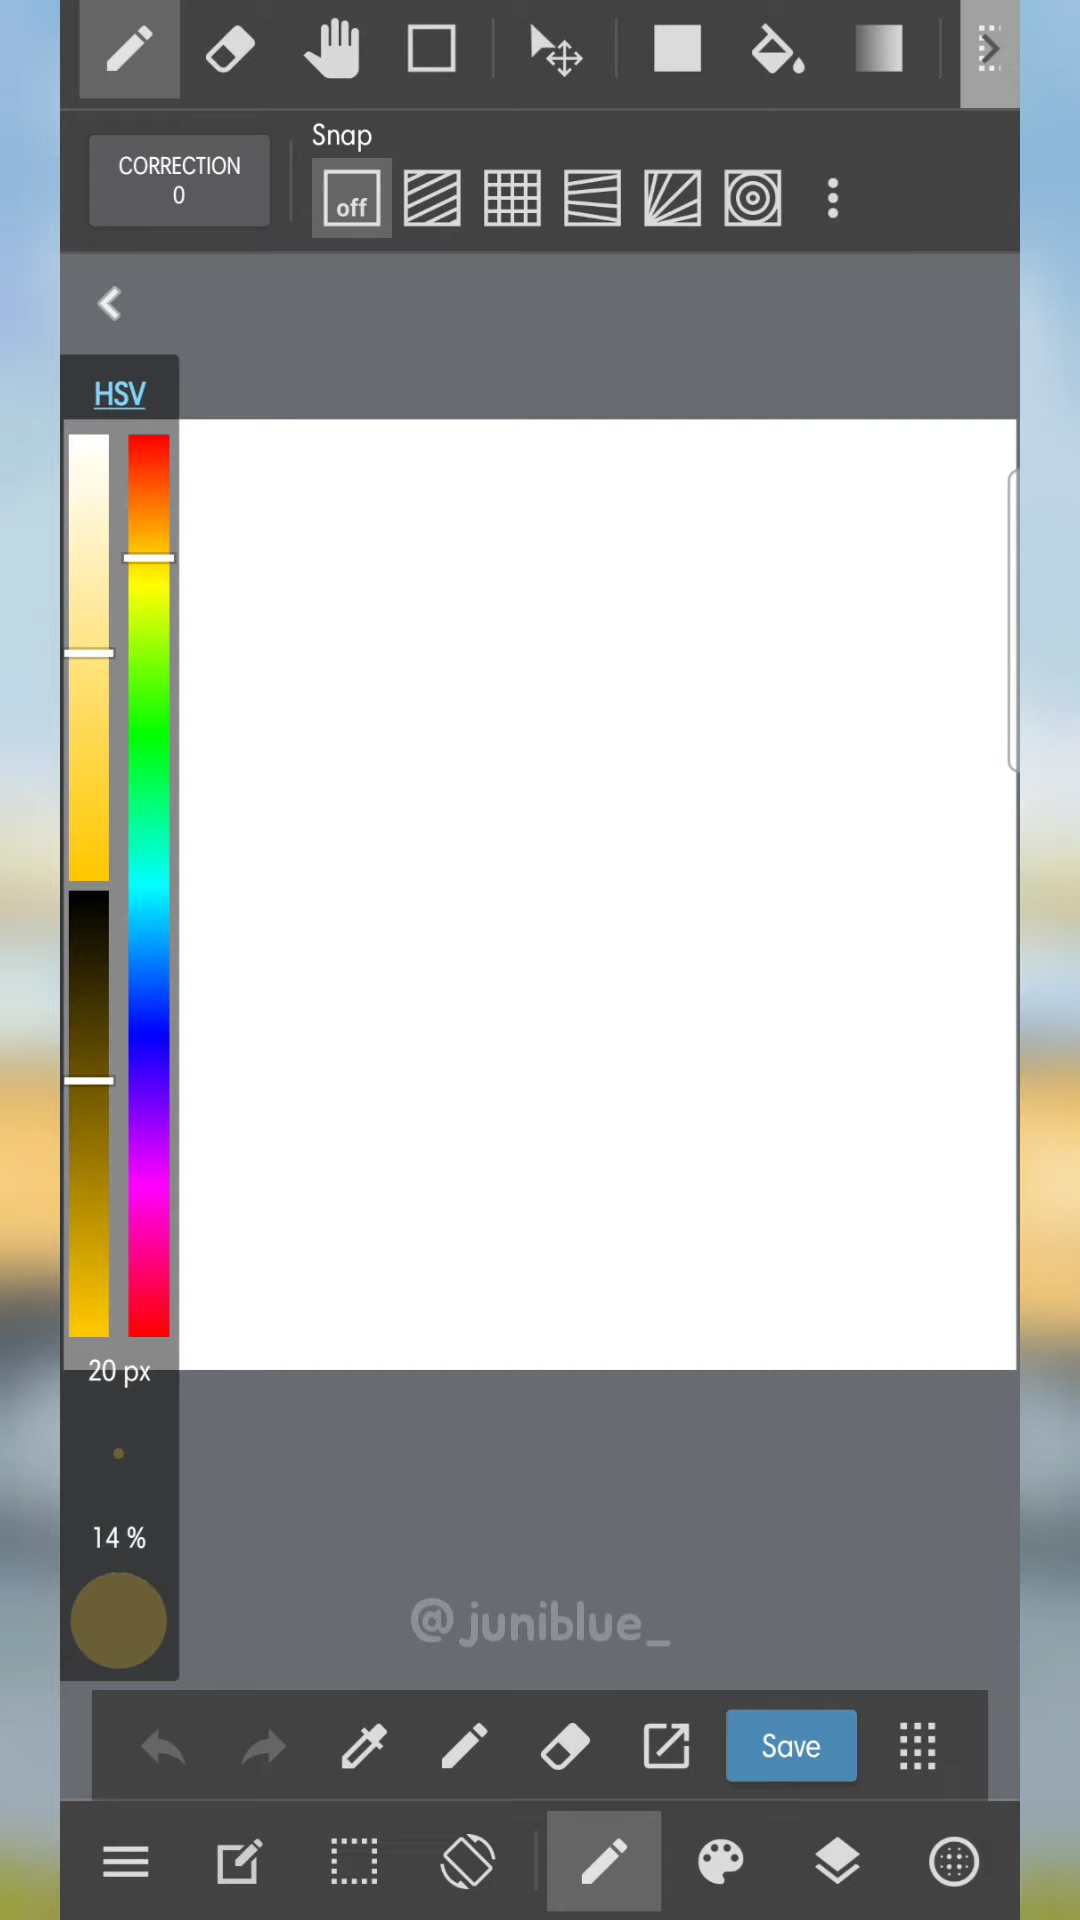 Snap
CORRECTION
0
off
HSV
20 px
14 %
@juniblue_
Save